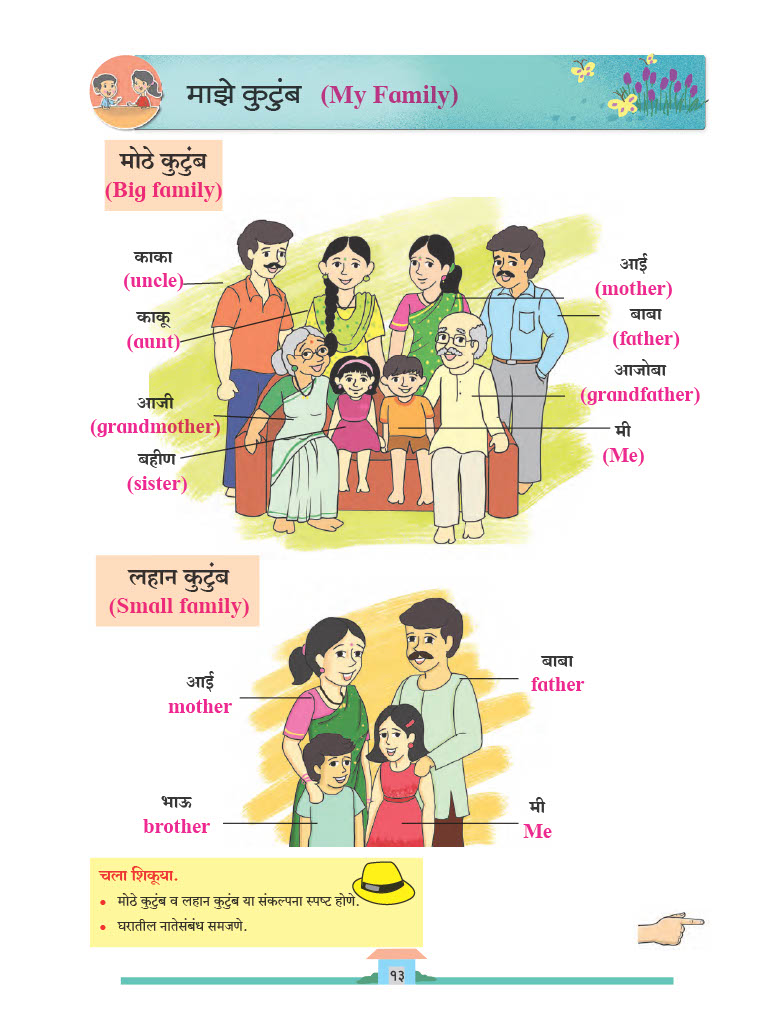 माझे कुटुंब (My Family)
मोठे कुटुंब
(Big family)
काका
(uncle)
काकू
(aunt)
आजी
(grandmother)
बहीण
(sister)
आई
(mother)
बाबा
(father)
आजोबा
(grandfather)
मी
(Me)
लहान कुटुंब
(Small family)
आई
mother
भाऊ
brother
बाबा
father
मी
Me
चला शिकूया.
• मोठे कुटुंब व लहान कुटुंब या संकल्पना स्पष्ट होणे.
• घरातील नातेसंबंध समजणे.
१३